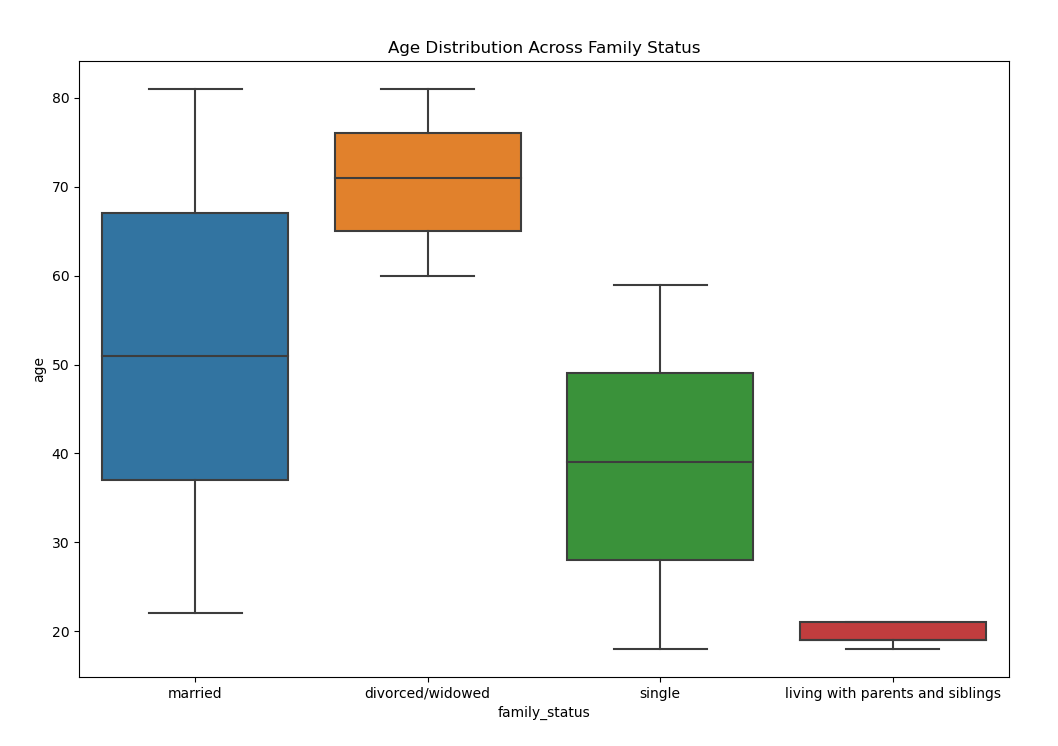 Age Distribution Across Family Status
80
70
60
50
40
30
20
age
married
divorced/widowed
single
living with parents and siblings
family_status